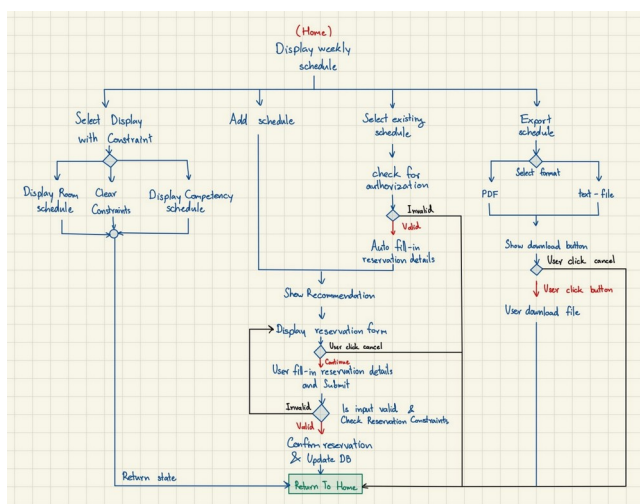 (Home)
Display weekly
schedule
Select Display
with Constraint
Add schedule
Select existing
schedule
Export
schedule
Display Room
schedule
Clear
Constraints
Display Competency
schedule
check for
authorization
Select format
PDF
text-file
Invalid
Valid
Auto fill-in
reservation details
Show download button
User click cancel
User click button
User download file
Show Recommendation
Display reservation form
User click cancel
Continue
User fill-in reservation details
and Submit
Invalid
Is input valid &
Check Reservation Constraints
Valid
Confirm reservation
& Update DB
Return state
Return To Home